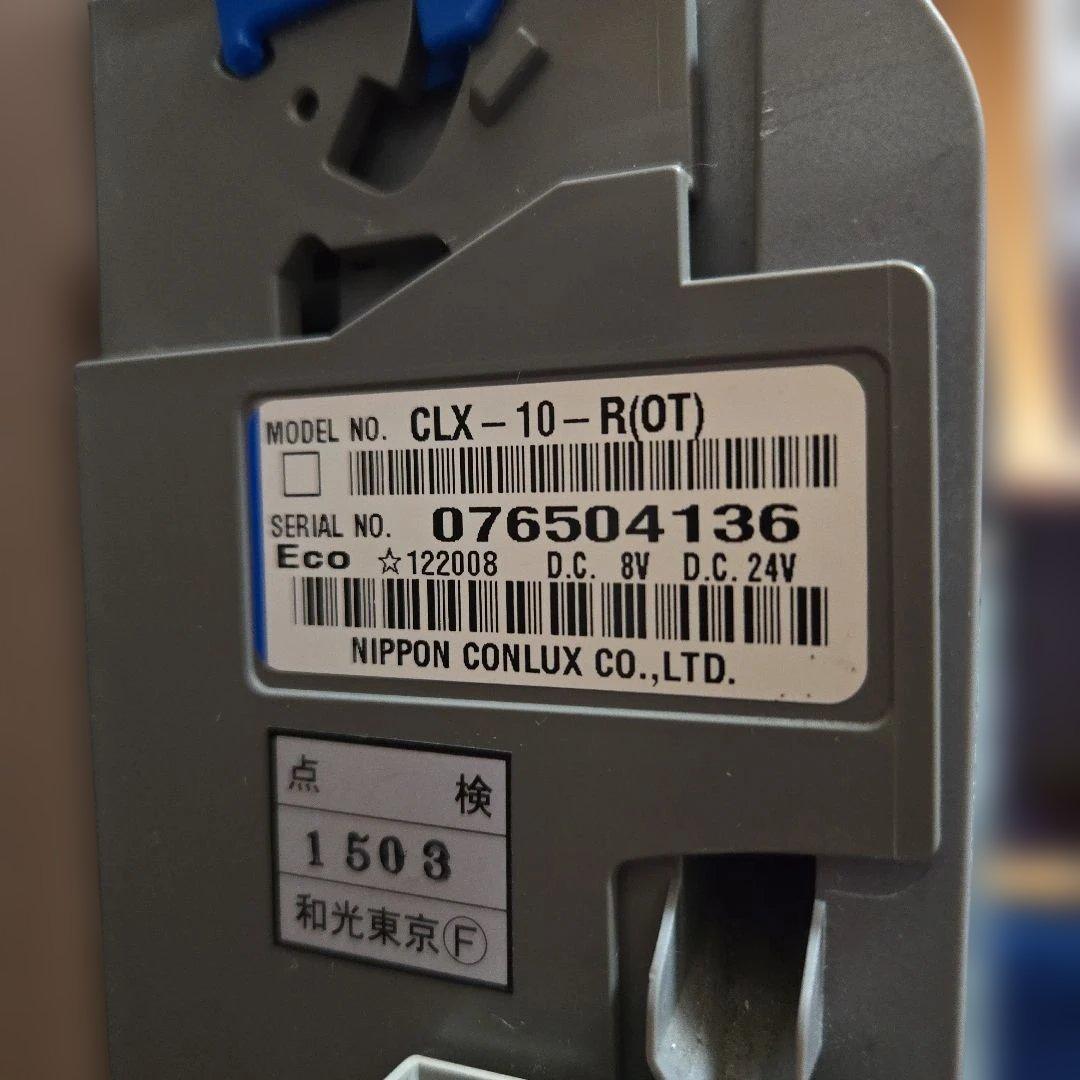 MODEL NO. CLX-10-R(OT)
SERIAL NO. 076504136
Eco ☆122008 D.C. 8V D.C. 24V
NIPPON CONLUX CO.,LTD.
点 検
1503
和光東京Ⓕ